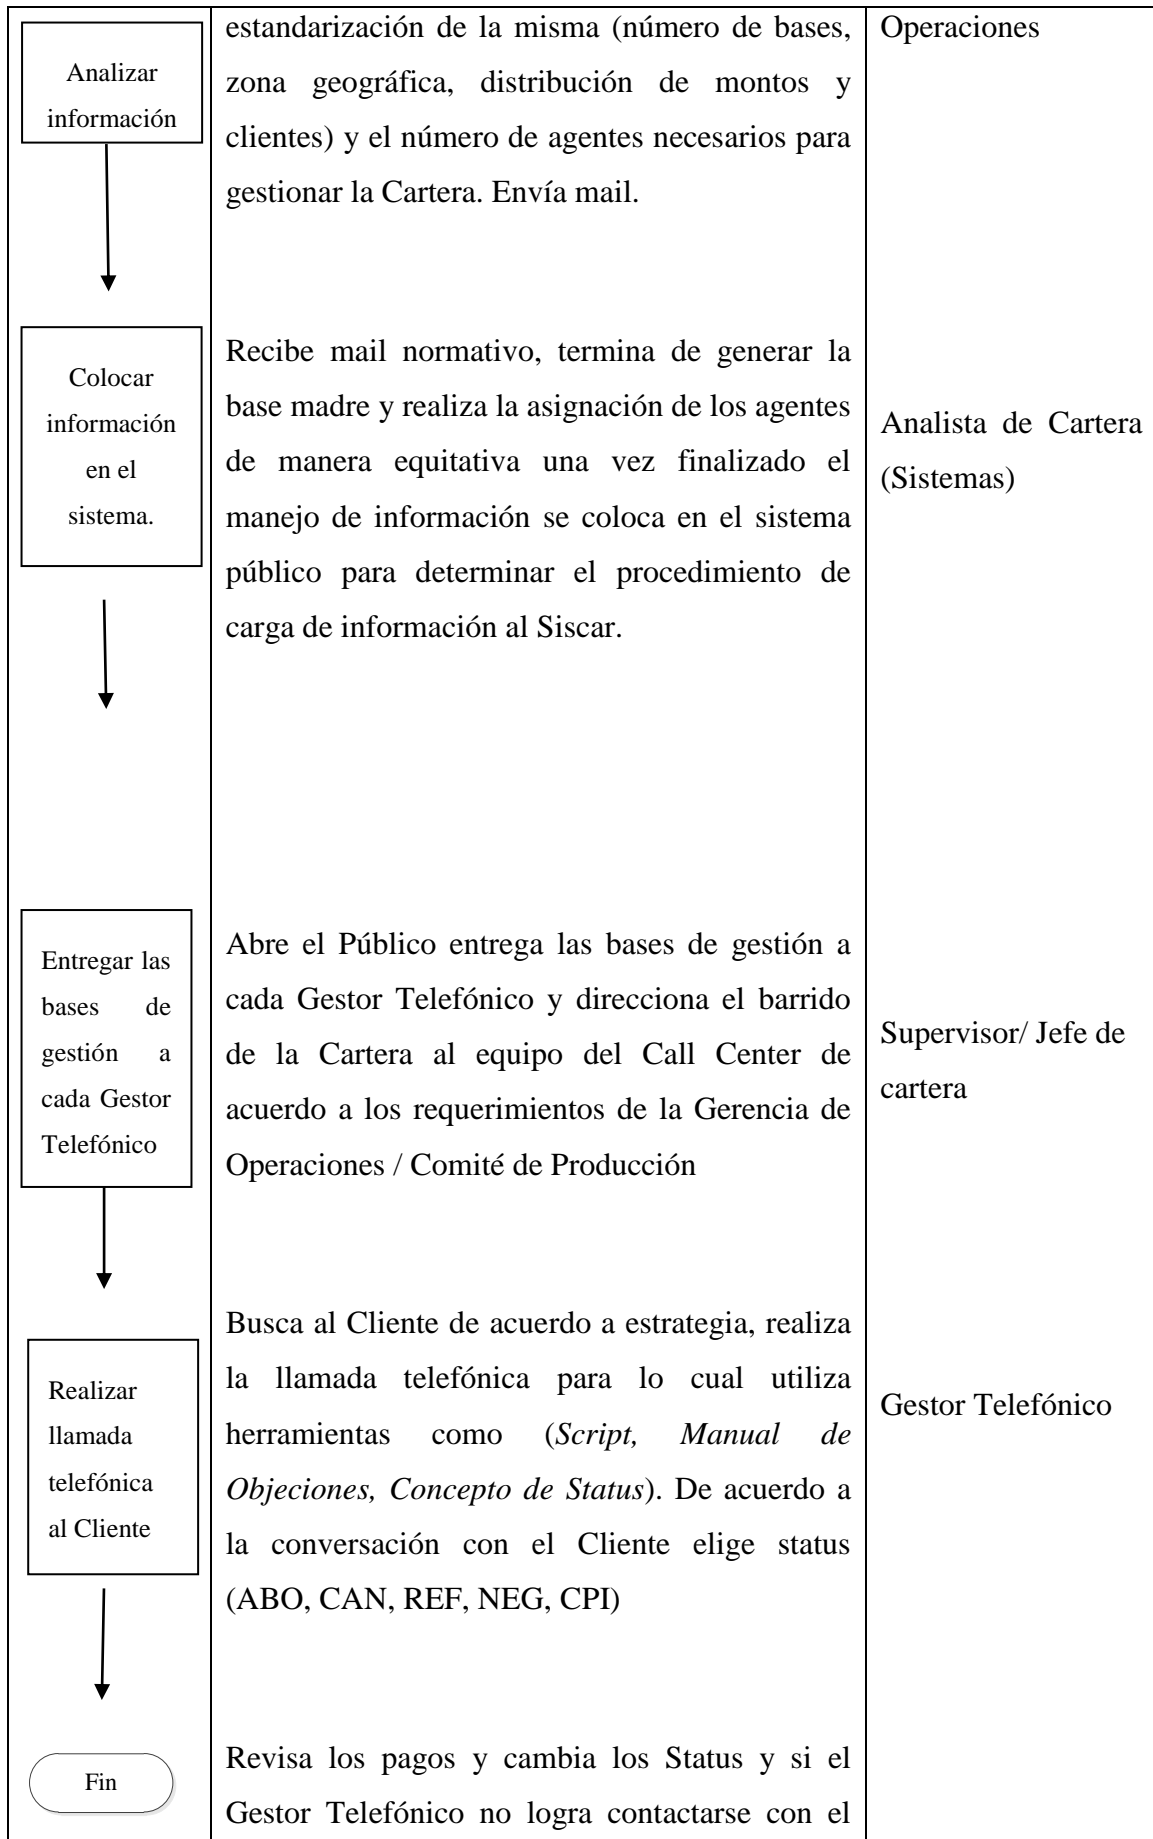 Analizar
información
estandarización de la misma (número de bases,
zona geográfica, distribución de montos y
clientes) y el número de agentes necesarios para
gestionar la Cartera. Envía mail.
Operaciones
Colocar
información
en el
sistema.
Recibe mail normativo, termina de generar la
base madre y realiza la asignación de los agentes
de manera equitativa una vez finalizado el
manejo de información se coloca en el sistema
público para determinar el procedimiento de
carga de información al Siscar.
Analista de Cartera
(Sistemas)
Entregar las
bases de
gestión a
cada Gestor
Telefónico
Abre el Público entrega las bases de gestión a
cada Gestor Telefónico y direcciona el barrido
de la Cartera al equipo del Call Center de
acuerdo a los requerimientos de la Gerencia de
Operaciones / Comité de Producción
Supervisor/ Jefe de
cartera
Realizar
llamada
telefónica
al Cliente
Busca al Cliente de acuerdo a estrategia, realiza
la llamada telefónica para lo cual utiliza
herramientas como (Script, Manual de
Objeciones, Concepto de Status). De acuerdo a
la conversación con el Cliente elige status
(ABO, CAN, REF, NEG, CPI)
Gestor Telefónico
Fin
Revisa los pagos y cambia los Status y si el
Gestor Telefónico no logra contactarse con el